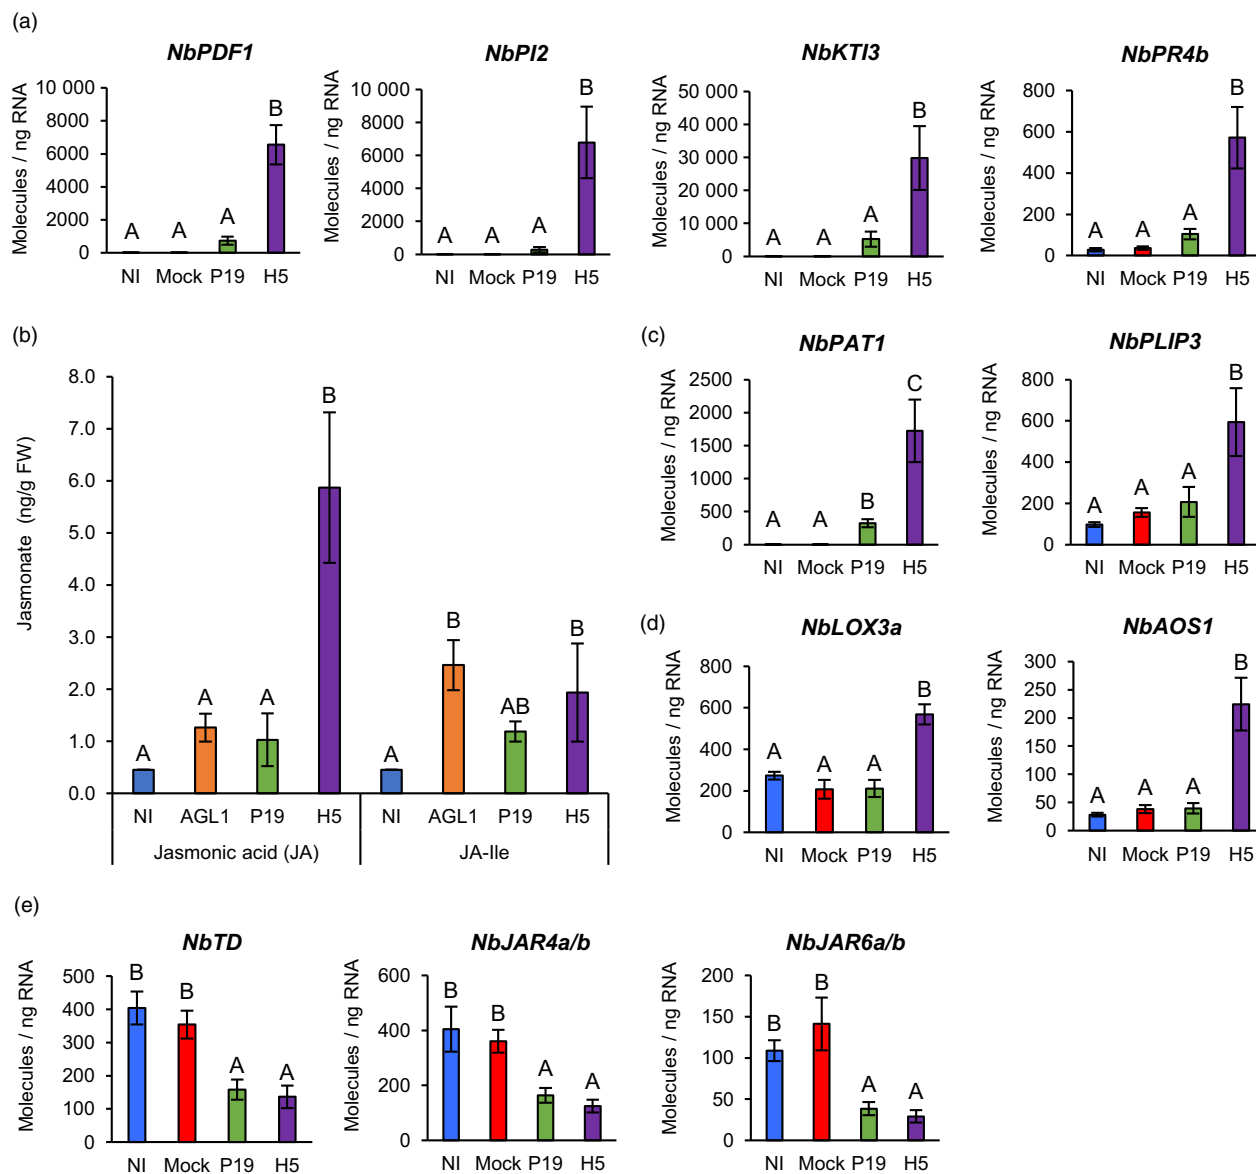 (a)
NbPDF1
NbPI2
NbKTI3
NbPR4b
Molecules / ng RNA
10 000
8000
6000
4000
2000
0
A
A
A
B
NI
Mock
P19
H5
Molecules / ng RNA
10 000
8000
6000
4000
2000
0
A
A
A
B
NI
Mock
P19
H5
Molecules / ng RNA
50 000
40 000
30 000
20 000
10 000
0
A
A
A
B
NI
Mock
P19
H5
Molecules / ng RNA
800
600
400
200
0
A
A
A
B
NI
Mock
P19
H5
(b)
Jasmonate (ng/g FW)
8.0
7.0
6.0
5.0
4.0
3.0
2.0
1.0
0.0
A
A
A
B
A
B
AB
B
NI
AGL1
P19
H5
NI
AGL1
P19
H5
Jasmonic acid (JA)
JA-Ile
(c)
NbPAT1
NbPLIP3
Molecules / ng RNA
2500
2000
1500
1000
500
0
A
A
B
C
NI
Mock
P19
H5
Molecules / ng RNA
800
600
400
200
0
A
A
A
B
NI
Mock
P19
H5
(d)
NbLOX3a
NbAOS1
Molecules / ng RNA
800
600
400
200
0
A
A
A
B
NI
Mock
P19
H5
Molecules / ng RNA
300
250
200
150
100
50
0
A
A
A
B
NI
Mock
P19
H5
(e)
NbTD
NbJAR4a/b
NbJAR6a/b
Molecules / ng RNA
500
400
300
200
100
0
B
B
A
A
NI
Mock
P19
H5
Molecules / ng RNA
600
400
200
0
B
B
A
A
NI
Mock
P19
H5
Molecules / ng RNA
200
150
100
50
0
B
B
A
A
NI
Mock
P19
H5